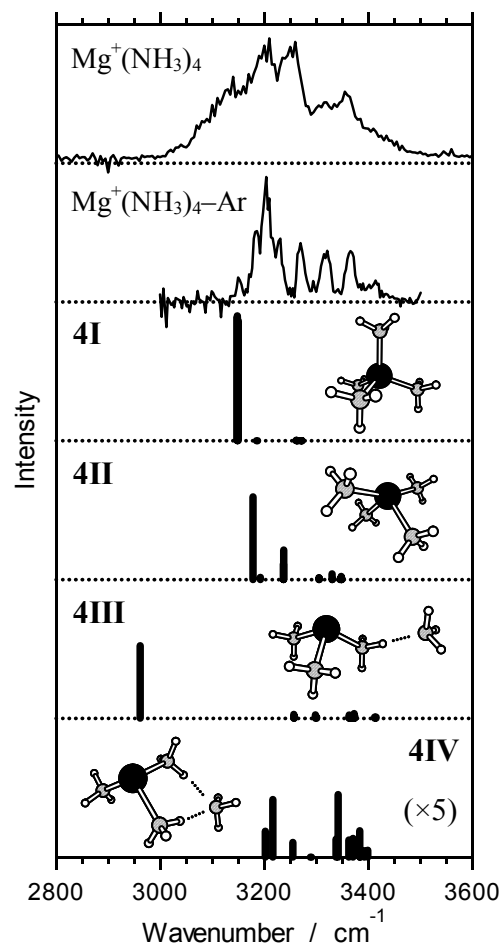 Mg⁺(NH₃)₄
Mg⁺(NH₃)₄–Ar
4I
4II
4III
4IV
(×5)
Intensity
2800 3000 3200 3400 3600
Wavenumber / cm⁻¹